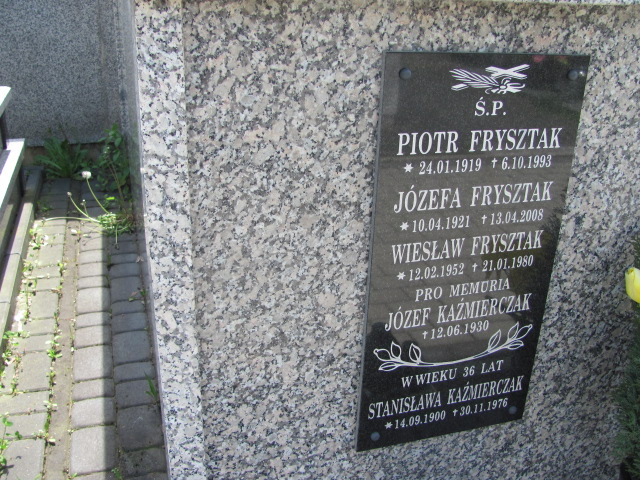 Ś.P.
PIOTR FRYSZTAK
* 24.01.1919 † 6.10.1993
JÓZEFA FRYSZTAK
* 10.04.1921 † 13.04.2008
WIESŁAW FRYSZTAK
* 12.02.1952 † 21.01.1980
PRO MEMURIA
JÓZEF KAŹMIERCZAK
† 12.06.1930
W WIEKU 36 LAT
STANISŁAWA KAŹMIERCZAK
* 14.09.1900 † 30.11.1976